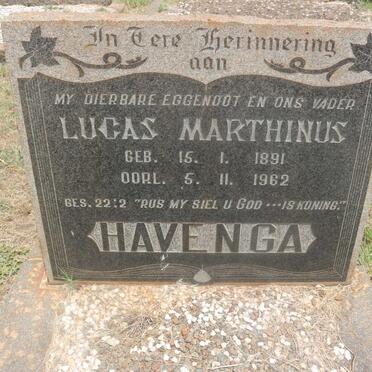 In Tere Herinnering
aan
MY DIERBARE EGGENOOT EN ONS VADER
LUCAS MARTHINUS
GEB. 15. 1. 1891
OORL. 5. 11. 1962
GES. 22:2 "RUS MY SIEL U GOD ... IS KONING."
HAVENGA